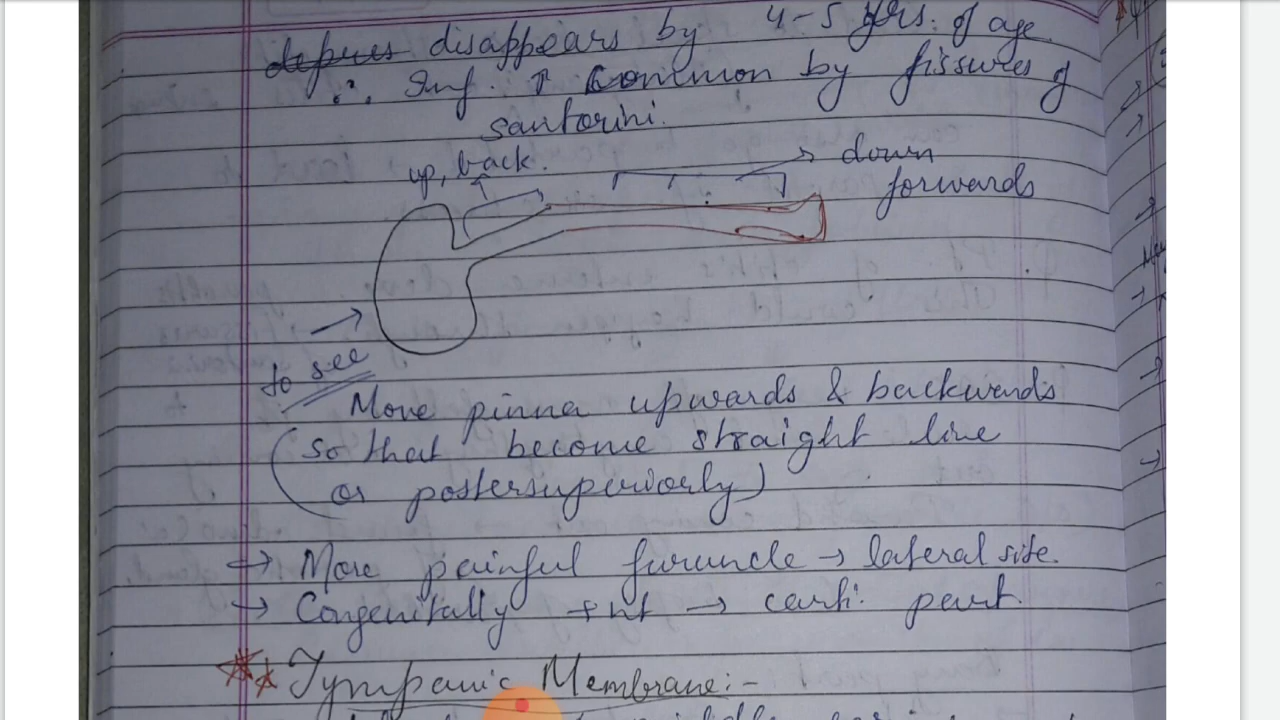 depres disappears by 4-5 yrs. of age
∴ Inf. ↑ Common by fissures of
santorini.
up, back.
→ down
forwards
to see
Move pinna upwards & backwards
(so that become straight line
or postersuperiorly)
→ More painful furuncle → lateral site.
→ Congenitally +nt → carti. part.
Tympanic Membrane:-